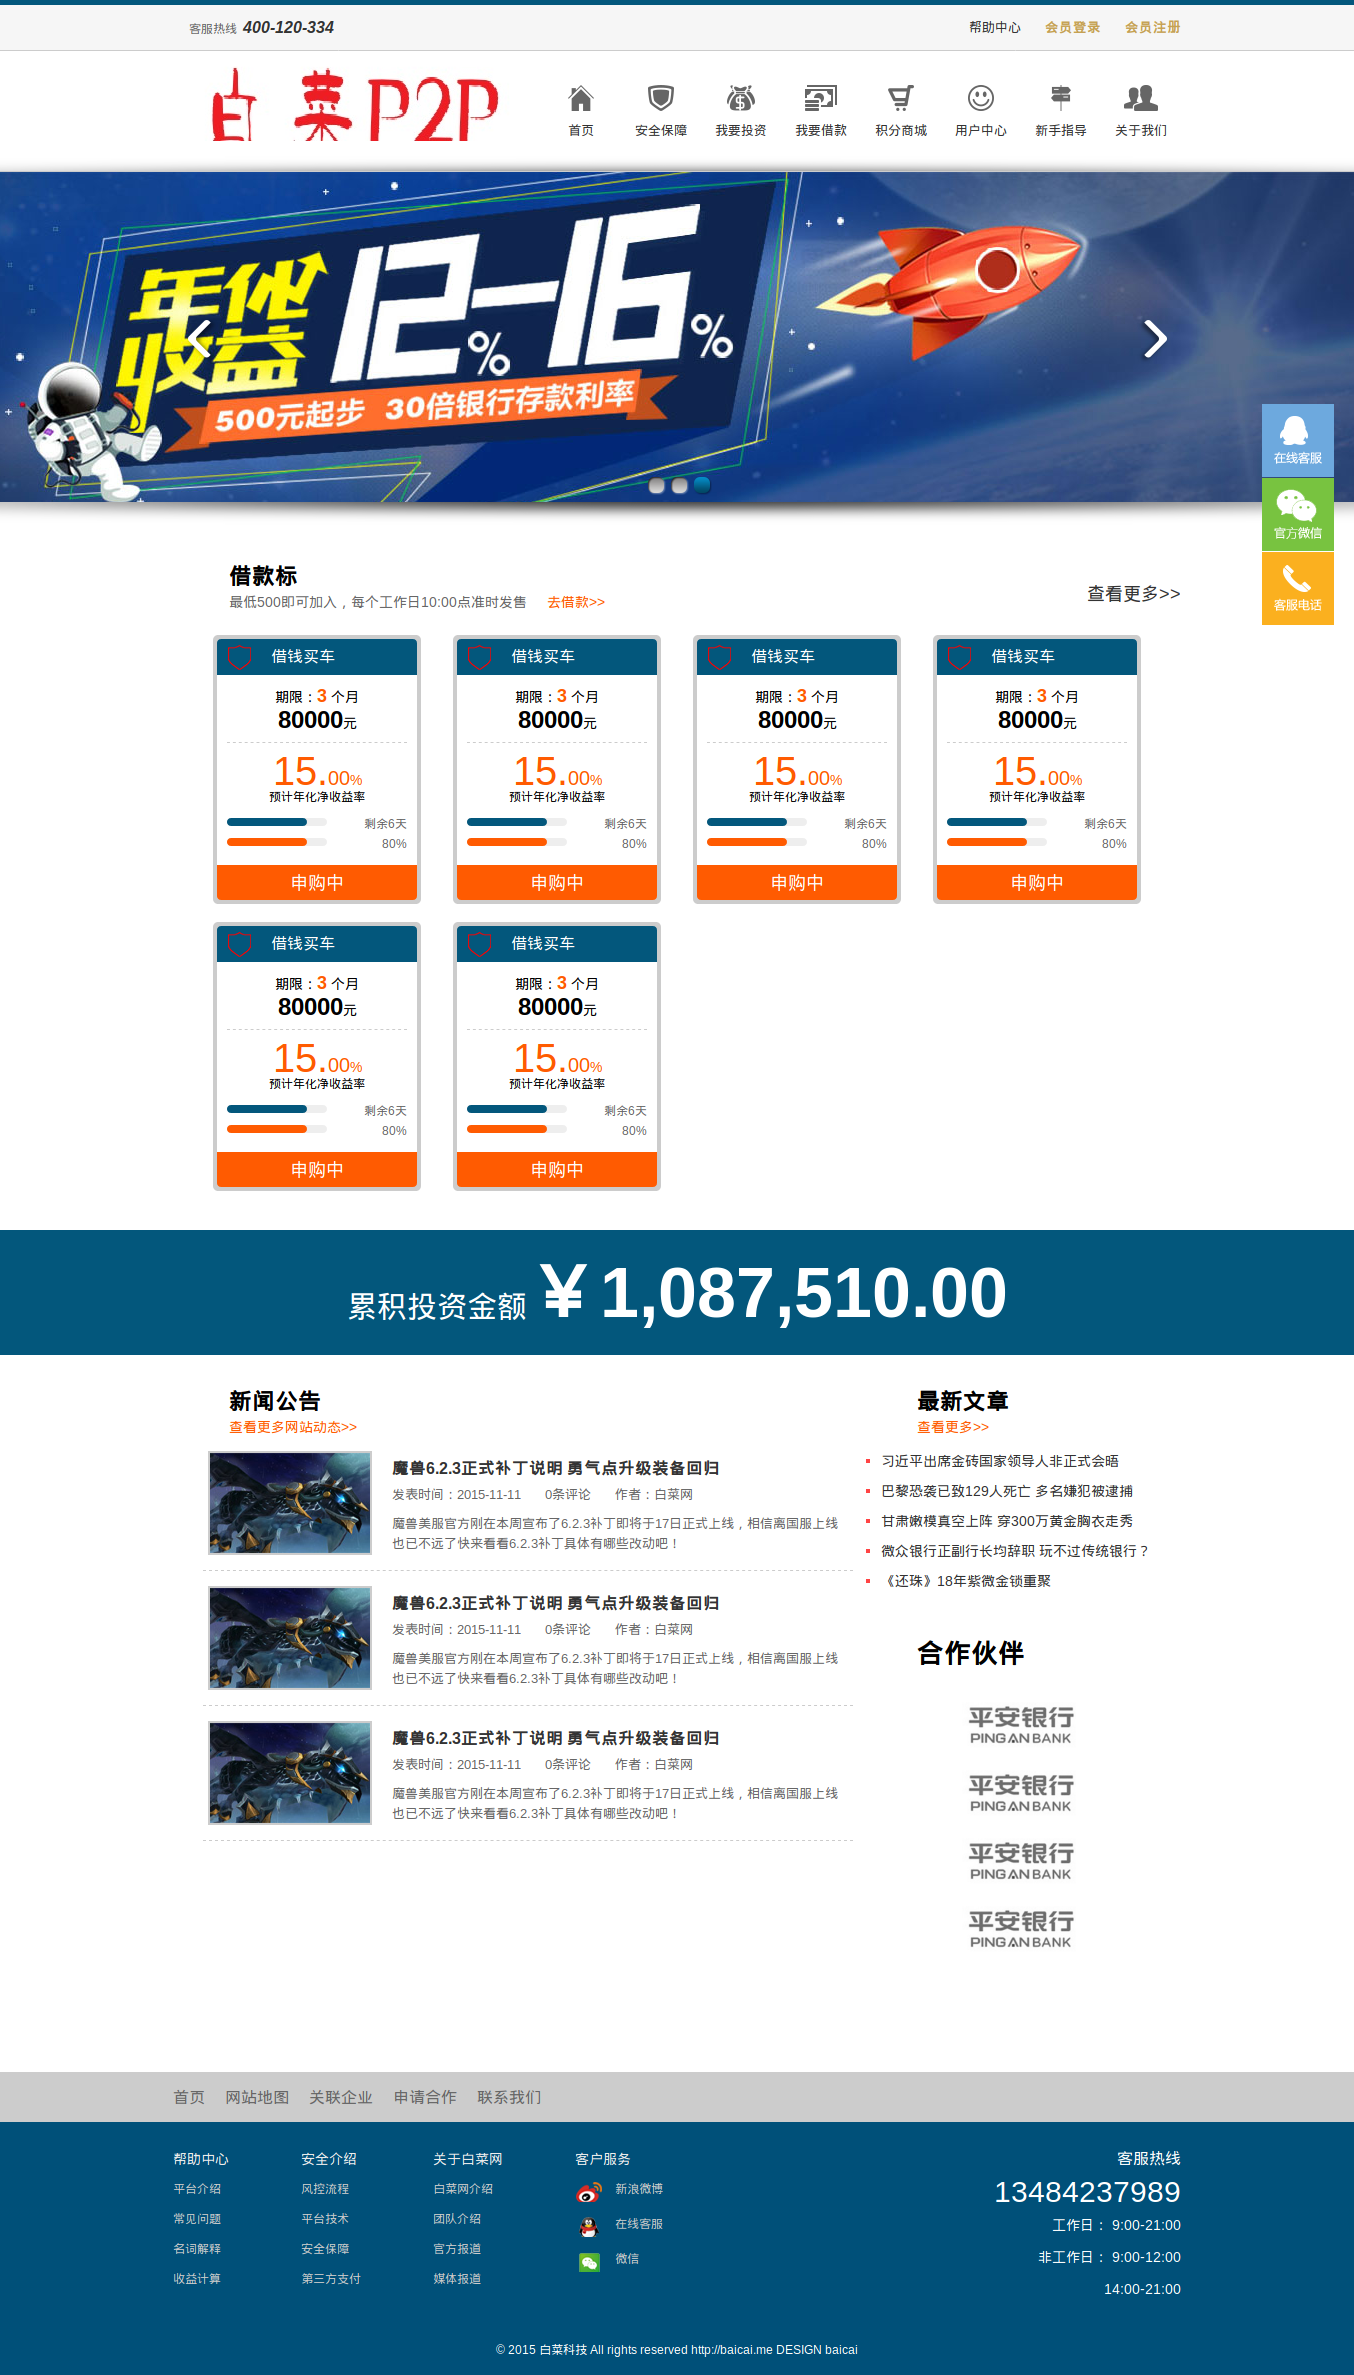 客服热线 400-120-334
帮助中心 会员登录 会员注册
白菜P2P
首页 安全保障 我要投资 我要借款 积分商城 用户中心 新手指导 关于我们
年化收益 12%-16%
500元起步 30倍银行存款利率
在线客服
官方微信
客服电话
借款标
最低500即可加入，每个工作日10:00点准时发售 去借款>>
查看更多>>
借钱买车 借钱买车 借钱买车 借钱买车
期限：3 个月 期限：3 个月 期限：3 个月 期限：3 个月
80000元 80000元 80000元 80000元
15.00% 15.00% 15.00% 15.00%
预计年化净收益率 预计年化净收益率 预计年化净收益率 预计年化净收益率
剩余6天 剩余6天 剩余6天 剩余6天
80% 80% 80% 80%
申购中 申购中 申购中 申购中
借钱买车 借钱买车
期限：3 个月 期限：3 个月
80000元 80000元
15.00% 15.00%
预计年化净收益率 预计年化净收益率
剩余6天 剩余6天
80% 80%
申购中 申购中
累积投资金额 ¥1,087,510.00
新闻公告
查看更多网站动态>>
魔兽6.2.3正式补丁说明 勇气点升级装备回归
发表时间：2015-11-11 0条评论 作者：白菜网
魔兽美服官方刚在本周宣布了6.2.3补丁即将于17日正式上线，相信离国服上线
也已不远了快来看看6.2.3补丁具体有哪些改动吧！
魔兽6.2.3正式补丁说明 勇气点升级装备回归
发表时间：2015-11-11 0条评论 作者：白菜网
魔兽美服官方刚在本周宣布了6.2.3补丁即将于17日正式上线，相信离国服上线
也已不远了快来看看6.2.3补丁具体有哪些改动吧！
魔兽6.2.3正式补丁说明 勇气点升级装备回归
发表时间：2015-11-11 0条评论 作者：白菜网
魔兽美服官方刚在本周宣布了6.2.3补丁即将于17日正式上线，相信离国服上线
也已不远了快来看看6.2.3补丁具体有哪些改动吧！
最新文章
查看更多>>
习近平出席金砖国家领导人非正式会晤
巴黎恐袭已致129人死亡 多名嫌犯被逮捕
甘肃嫩模真空上阵 穿300万黄金胸衣走秀
微众银行正副行长均辞职 玩不过传统银行？
《还珠》18年紫微金锁重聚
合作伙伴
平安银行
PING AN BANK
平安银行
PING AN BANK
平安银行
PING AN BANK
平安银行
PING AN BANK
首页 网站地图 关联企业 申请合作 联系我们
帮助中心
平台介绍
常见问题
名词解释
收益计算
安全介绍
风控流程
平台技术
安全保障
第三方支付
关于白菜网
白菜网介绍
团队介绍
官方报道
媒体报道
客户服务
新浪微博
在线客服
微信
客服热线
13484237989
工作日： 9:00-21:00
非工作日： 9:00-12:00
14:00-21:00
© 2015 白菜科技 All rights reserved http://baicai.me DESIGN baicai